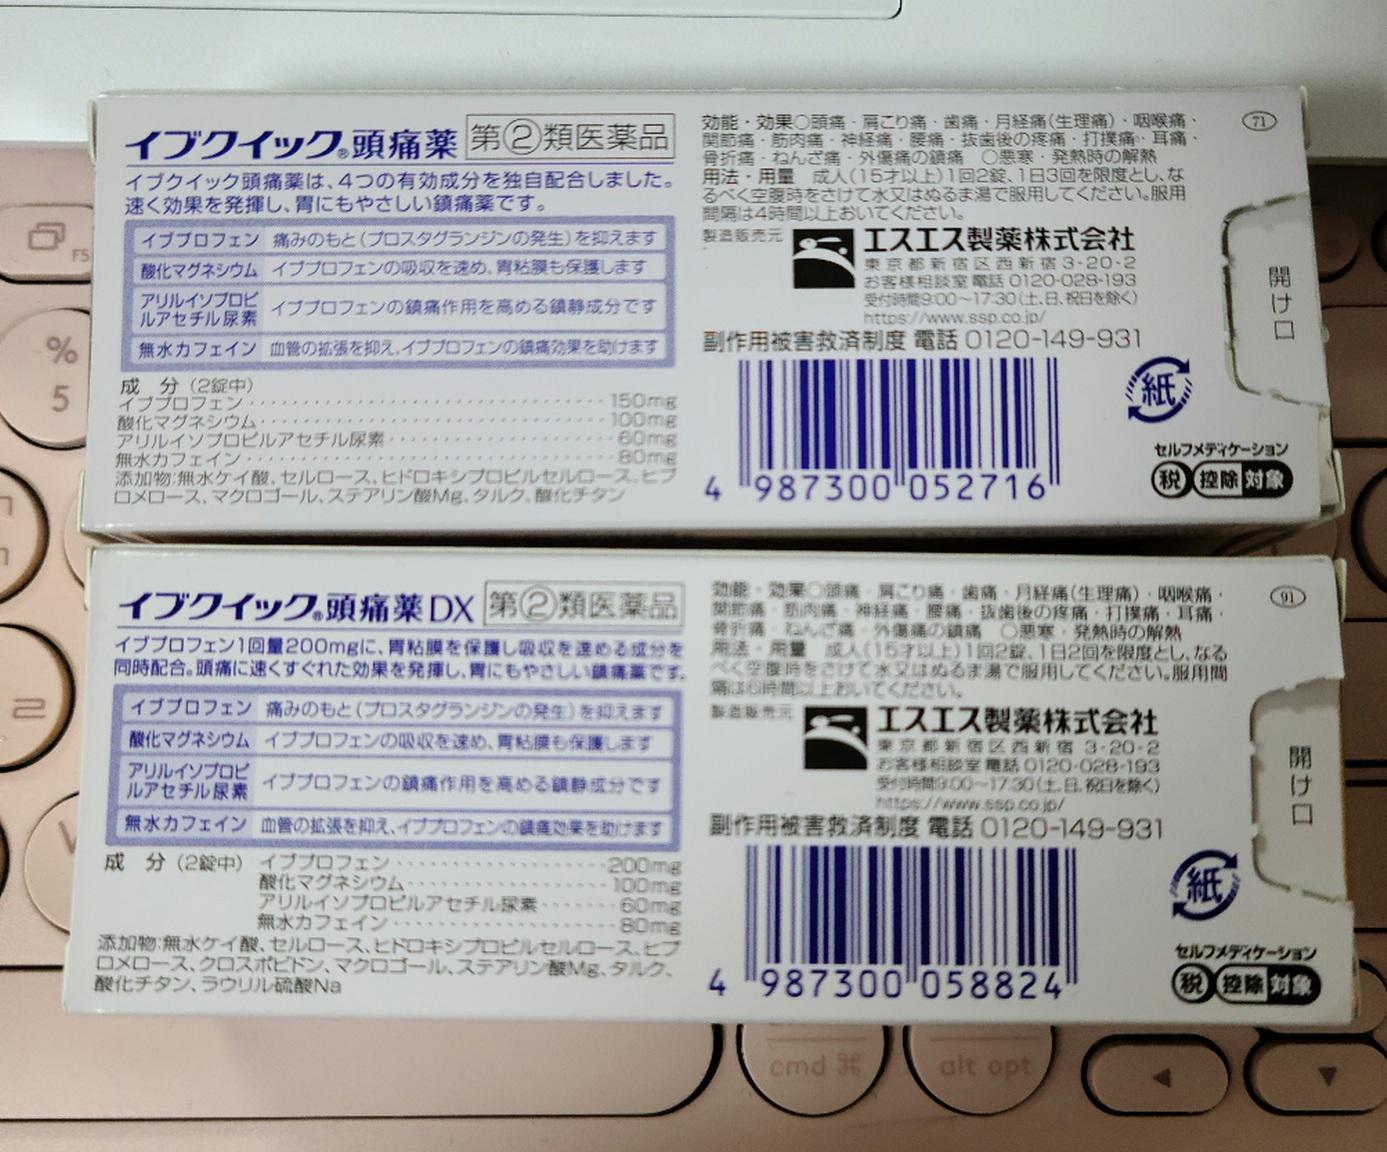 イブクイック®頭痛薬 第②類医薬品
イブクイック頭痛薬は、4つの有効成分を独自配合しました。
速く効果を発揮し、胃にもやさしい鎮痛薬です。
イブプロフェン 痛みのもと(プロスタグランジンの発生)を抑えます
酸化マグネシウム イブプロフェンの吸収を速め、胃粘膜も保護します
アリルイソプロピ
ルアセチル尿素 イブプロフェンの鎮痛作用を高める鎮静成分です
無水カフェイン 血管の拡張を抑え、イブプロフェンの鎮痛効果を助けます
成 分(2錠中)
イブプロフェン 150mg
酸化マグネシウム 100mg
アリルイソプロピルアセチル尿素 60mg
無水カフェイン 80mg
添加物:無水ケイ酸、セルロース、ヒドロキシプロピルセルロース、ヒプ
ロメロース、マクロゴール、ステアリン酸Mg、タルク、酸化チタン
効能・効果○頭痛・肩こり痛・歯痛・月経痛(生理痛)・咽喉痛・
関節痛・筋肉痛・神経痛・腰痛・抜歯後の疼痛・打撲痛・耳痛・
骨折痛・ねんざ痛・外傷痛の鎮痛 ○悪寒・発熱時の解熱
用法・用量 成人(15才以上)1回2錠、1日3回を限度とし、な
るべく空腹時をさけて水又はぬるま湯で服用してください。服用
間隔は4時間以上おいてください。
製造販売元 エスエス製薬株式会社
東京都新宿区西新宿3-20-2
お客様相談室 電話 0120-028-193
受付時間9:00〜17:30(土、日、祝日を除く)
https://www.ssp.co.jp/
副作用被害救済制度 電話 0120-149-931
4 987300 052716
71
開け口
紙
セルフメディケーション
税 控除 対象
イブクイック®頭痛薬DX 第②類医薬品
イブプロフェン1回量200mgに、胃粘膜を保護し吸収を速める成分を
同時配合。頭痛に速くすぐれた効果を発揮し、胃にもやさしい鎮痛薬です。
イブプロフェン 痛みのもと(プロスタグランジンの発生)を抑えます
酸化マグネシウム イブプロフェンの吸収を速め、胃粘膜も保護します
アリルイソプロピ
ルアセチル尿素 イブプロフェンの鎮痛作用を高める鎮静成分です
無水カフェイン 血管の拡張を抑え、イブプロフェンの鎮痛効果を助けます
成 分(2錠中) イブプロフェン 200mg
酸化マグネシウム 100mg
アリルイソプロピルアセチル尿素 60mg
無水カフェイン 80mg
添加物:無水ケイ酸、セルロース、ヒドロキシプロピルセルロース、ヒプ
ロメロース、クロスポビドン、マクロゴール、ステアリン酸Mg、タルク、
酸化チタン、ラウリル硫酸Na
効能・効果○頭痛・肩こり痛・歯痛・月経痛(生理痛)・咽喉痛・
関節痛・筋肉痛・神経痛・腰痛・抜歯後の疼痛・打撲痛・耳痛・
骨折痛・ねんざ痛・外傷痛の鎮痛 ○悪寒・発熱時の解熱
用法・用量 成人(15才以上)1回2錠、1日2回を限度とし、なる
べく空腹時をさけて水又はぬるま湯で服用してください。服用間
隔は6時間以上おいてください。
製造販売元 エスエス製薬株式会社
東京都新宿区西新宿 3-20-2
お客様相談室 電話 0120-028-193
受付時間9:00〜17:30(土、日、祝日を除く)
https://www.ssp.co.jp/
副作用被害救済制度 電話 0120-149-931
4 987300 058824
91
開け口
紙
セルフメディケーション
税 控除 対象
F5
%
5
cmd ⌘
alt opt
◀
▼